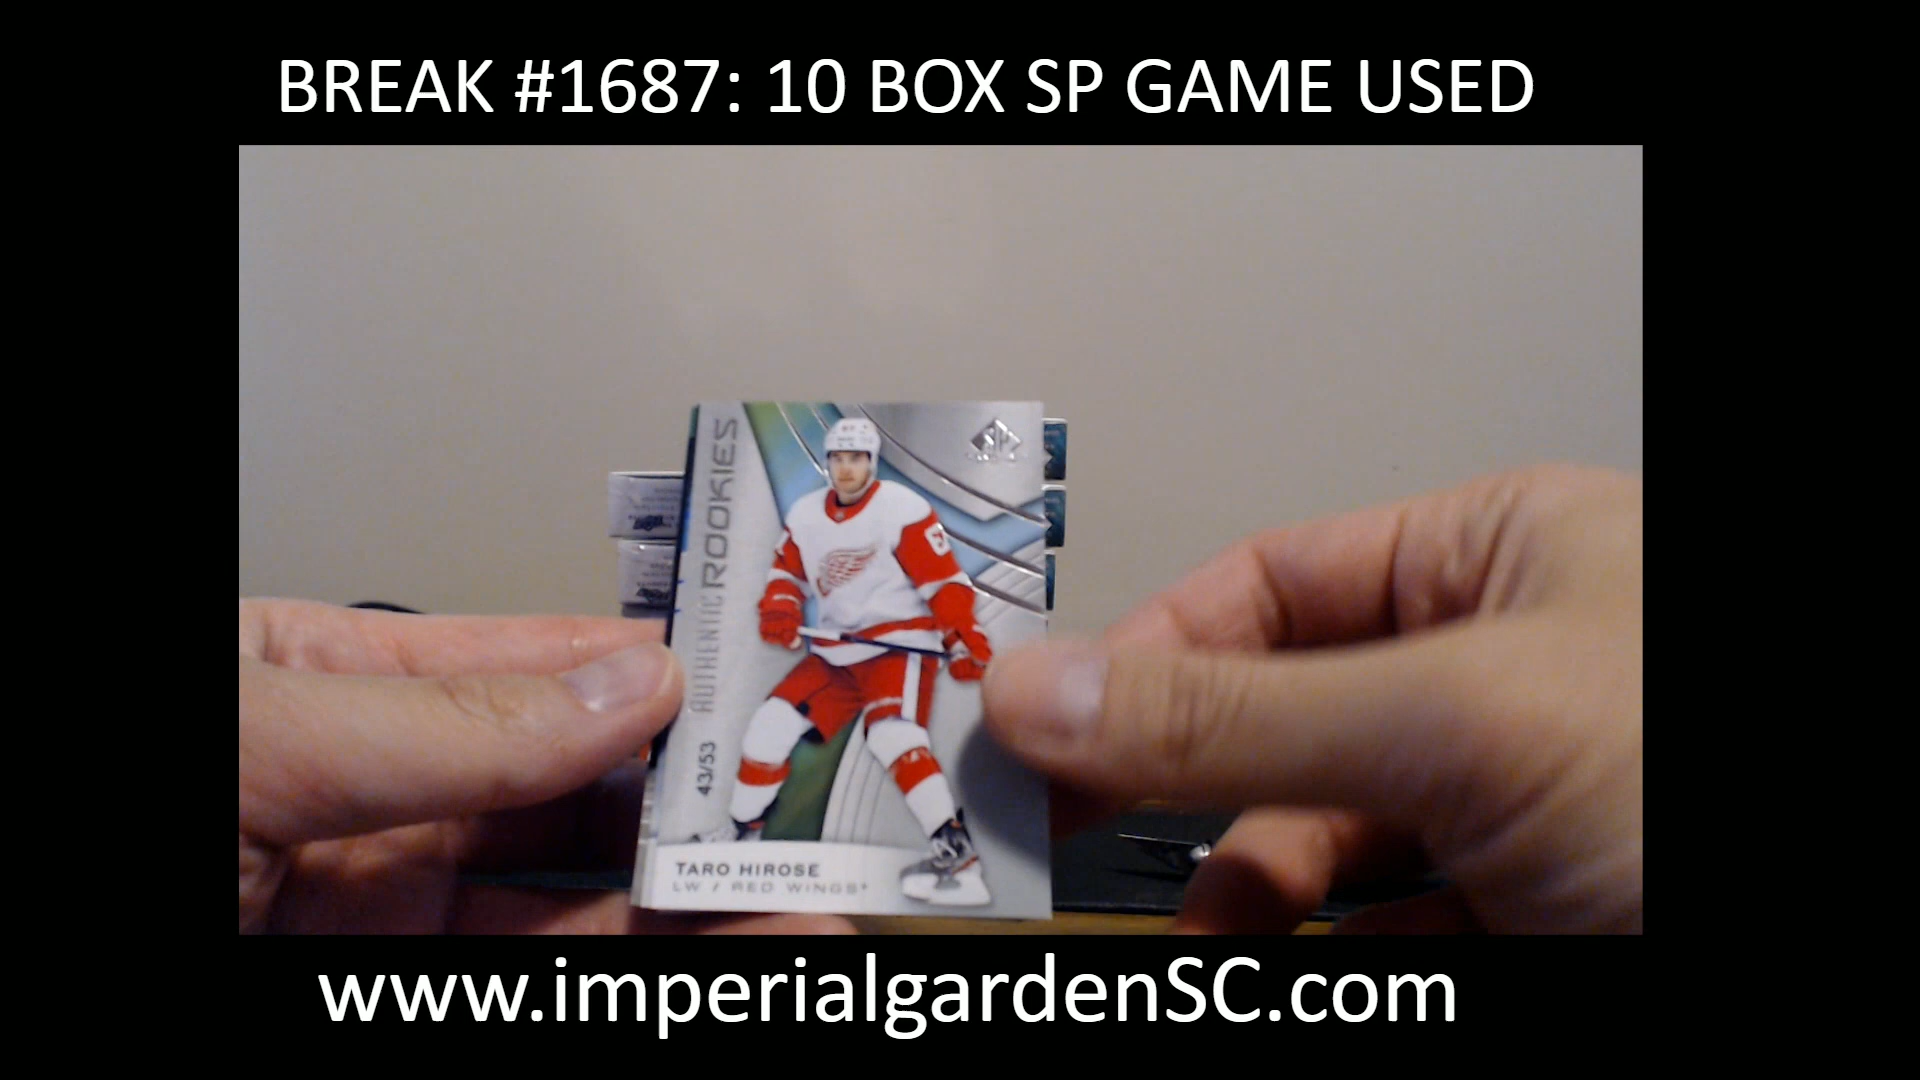 BREAK #1687: 10 BOX SP GAME USED
SP
AUTHENTIC ROOKIES
43/53
TARO HIROSE
LW / RED WINGS
www.imperialgardenSC.com